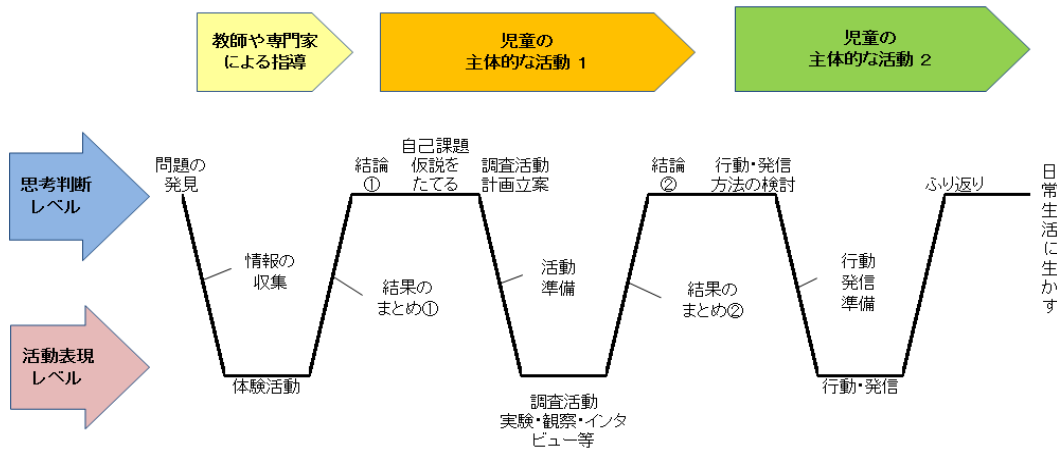 教師や専門家
による指導
児童の
主体的な活動 1
児童の
主体的な活動 2
思考判断
レベル
問題の
発見
結論
①
自己課題
仮説を
たてる
調査活動
計画立案
結論
②
行動・発信
方法の検討
ふり返り
日常生活に生かす
情報の
収集
結果の
まとめ①
活動
準備
結果の
まとめ②
行動
発信
準備
活動表現
レベル
体験活動
調査活動
実験・観察・インタ
ビュー等
行動・発信